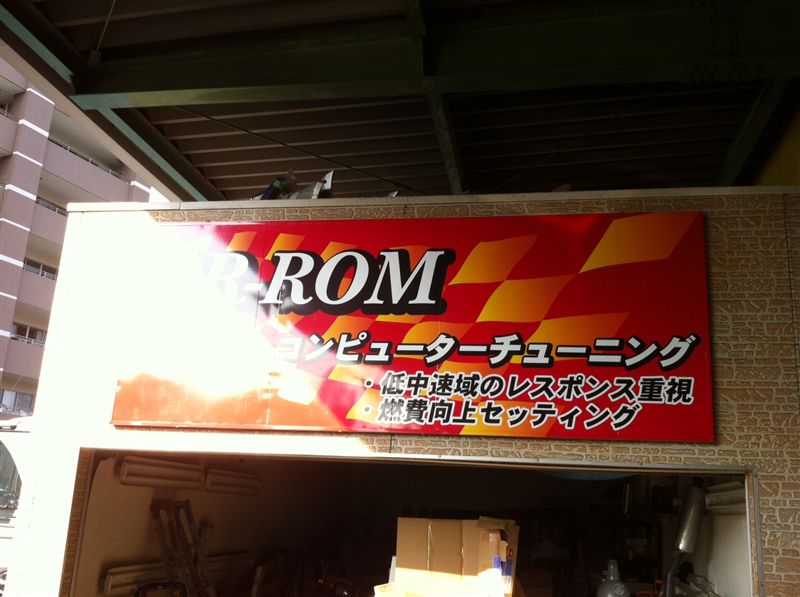 R-ROM
コンピューターチューニング
・低中速域のレスポンス重視
・燃費向上セッティング